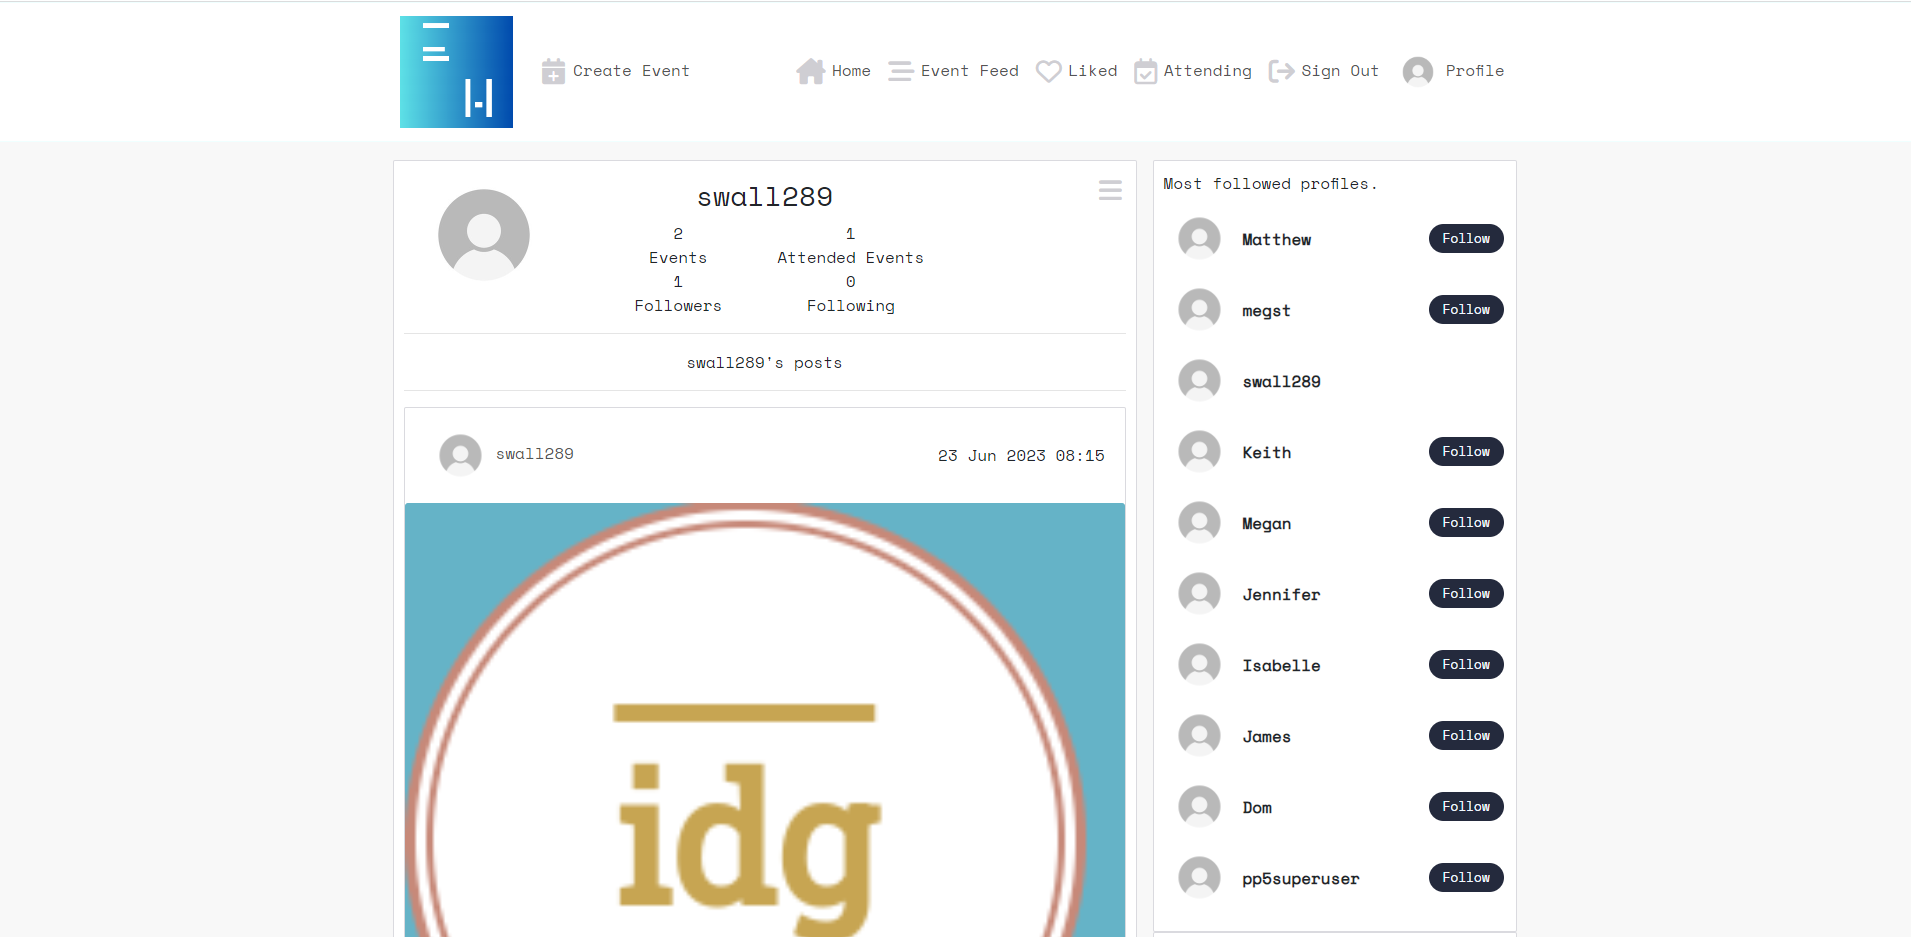 Create Event
Home
Event Feed
Liked
Attending
Sign Out
Profile
swall289
2
Events
1
Attended Events
1
Followers
0
Following
swall289's posts
swall289
23 Jun 2023 08:15
idg
Most followed profiles.
Matthew
Follow
megst
Follow
swall289
Keith
Follow
Megan
Follow
Jennifer
Follow
Isabelle
Follow
James
Follow
Dom
Follow
pp5superuser
Follow